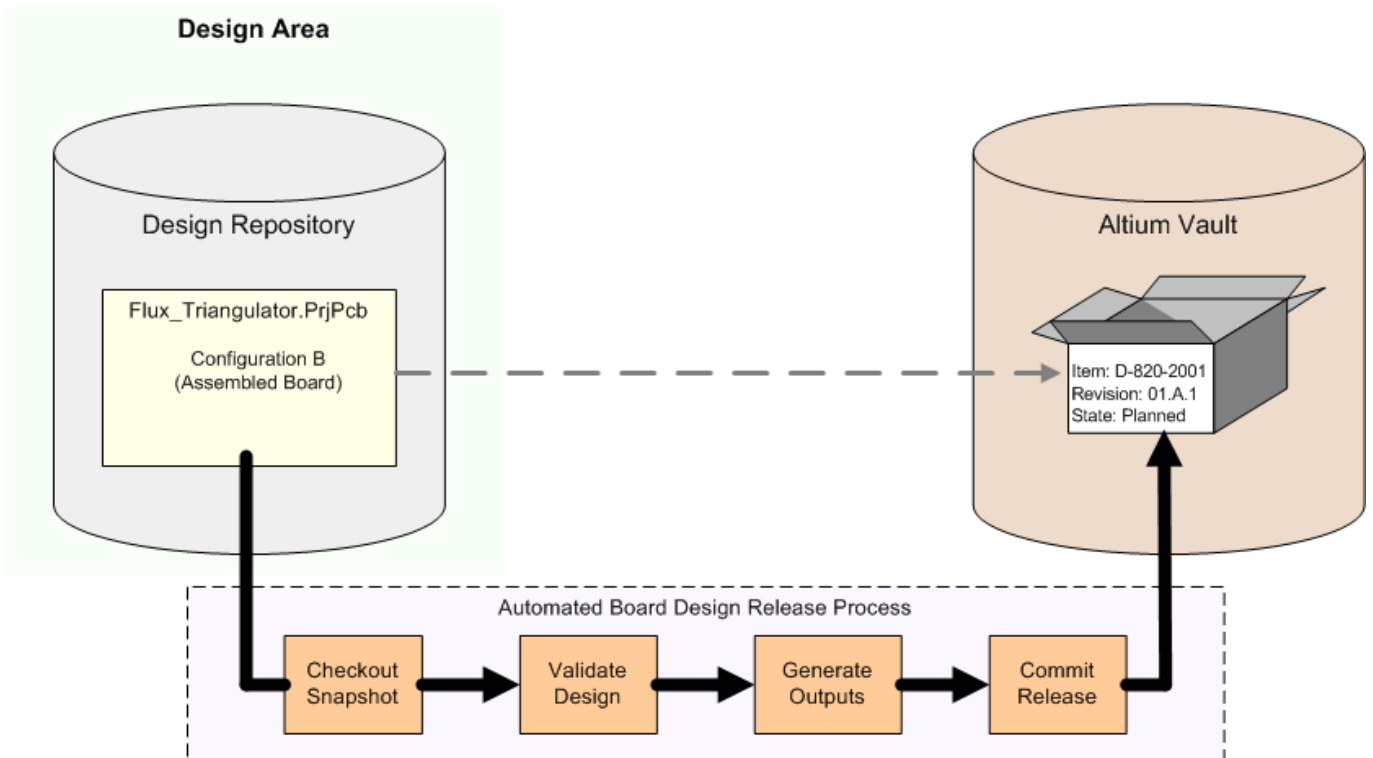 Design Area
Design Repository
Flux_Triangulator.PrjPcb
Configuration B
(Assembled Board)
Altium Vault
Item: D-820-2001
Revision: 01.A.1
State: Planned
Automated Board Design Release Process
Checkout
Snapshot
Validate
Design
Generate
Outputs
Commit
Release